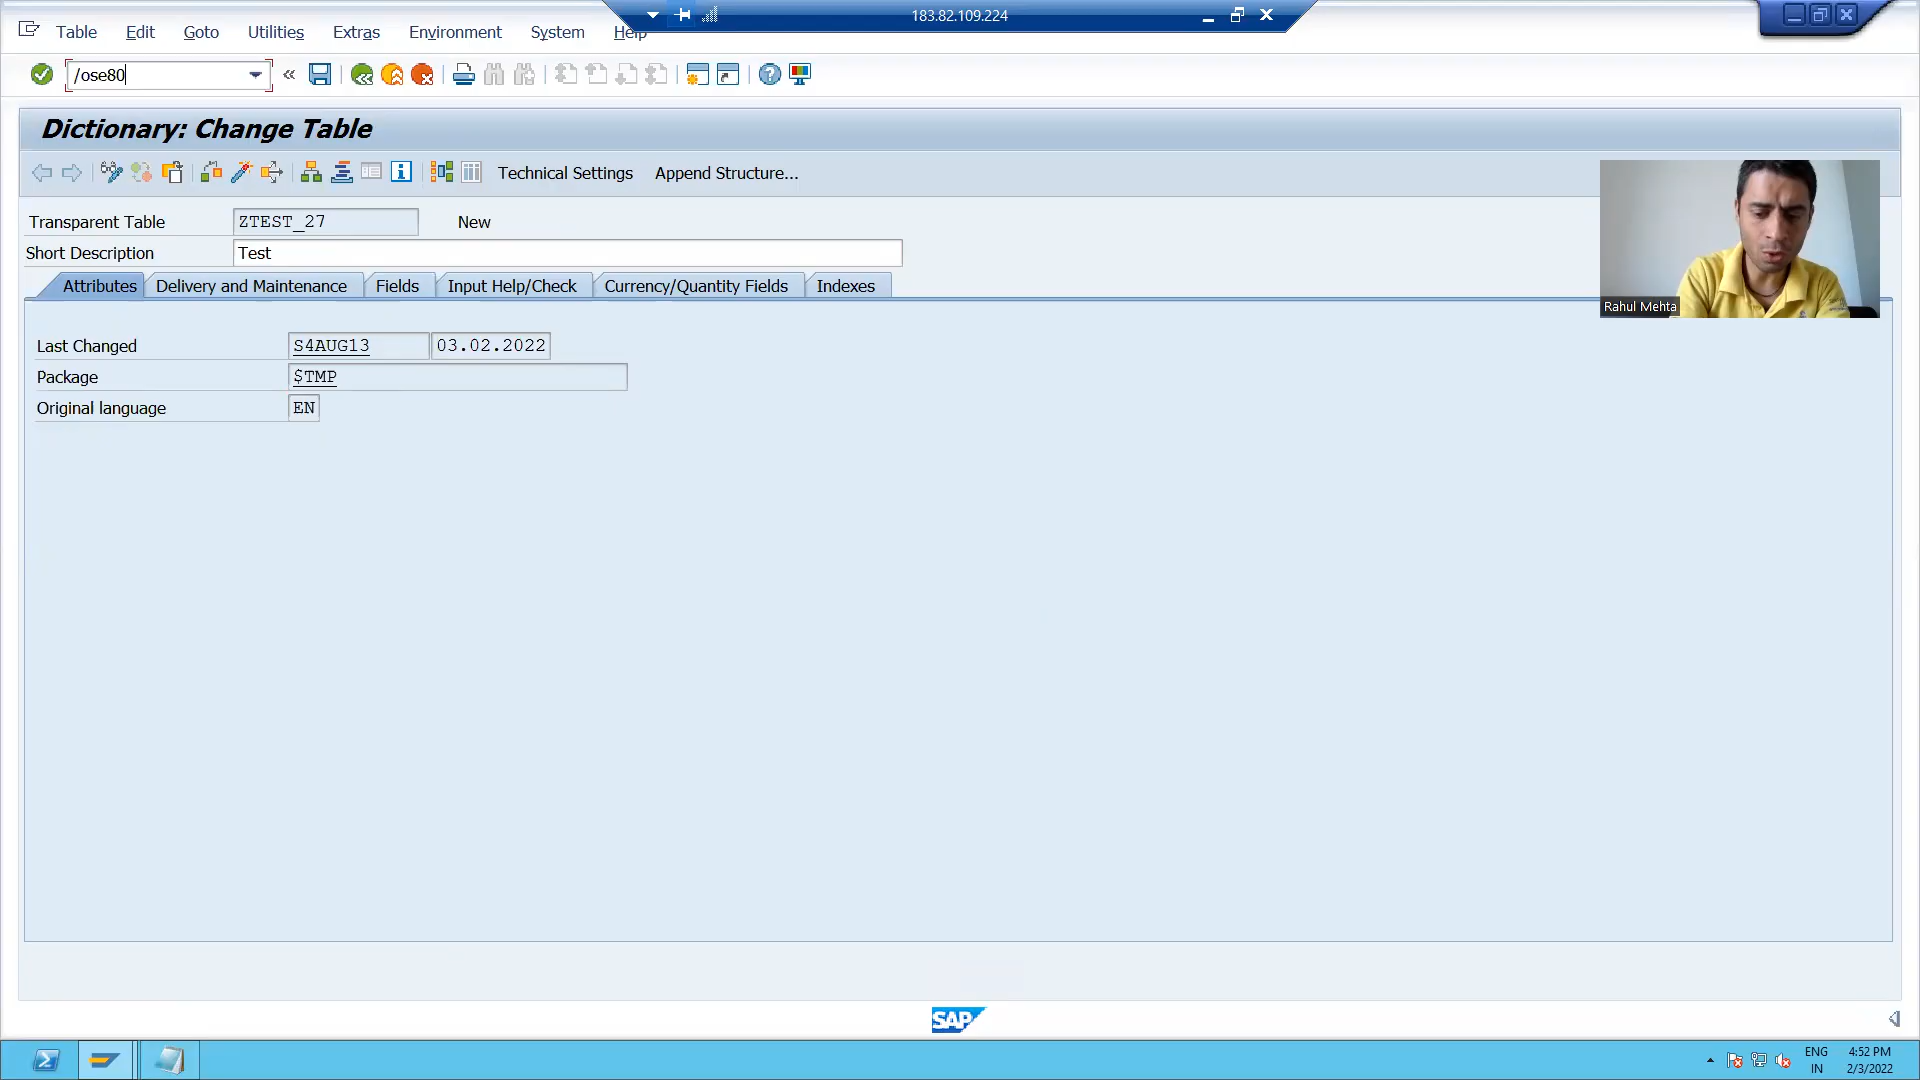 183.82.109.224
Table Edit Goto Utilities Extras Environment System Help
/ose80
Dictionary: Change Table
Technical Settings Append Structure...
Transparent Table ZTEST_27 New
Short Description Test
Attributes Delivery and Maintenance Fields Input Help/Check Currency/Quantity Fields Indexes
Rahul Mehta
Last Changed S4AUG13 03.02.2022
Package $TMP
Original language EN
SAP
ENG 4:52 PM
IN 2/3/2022